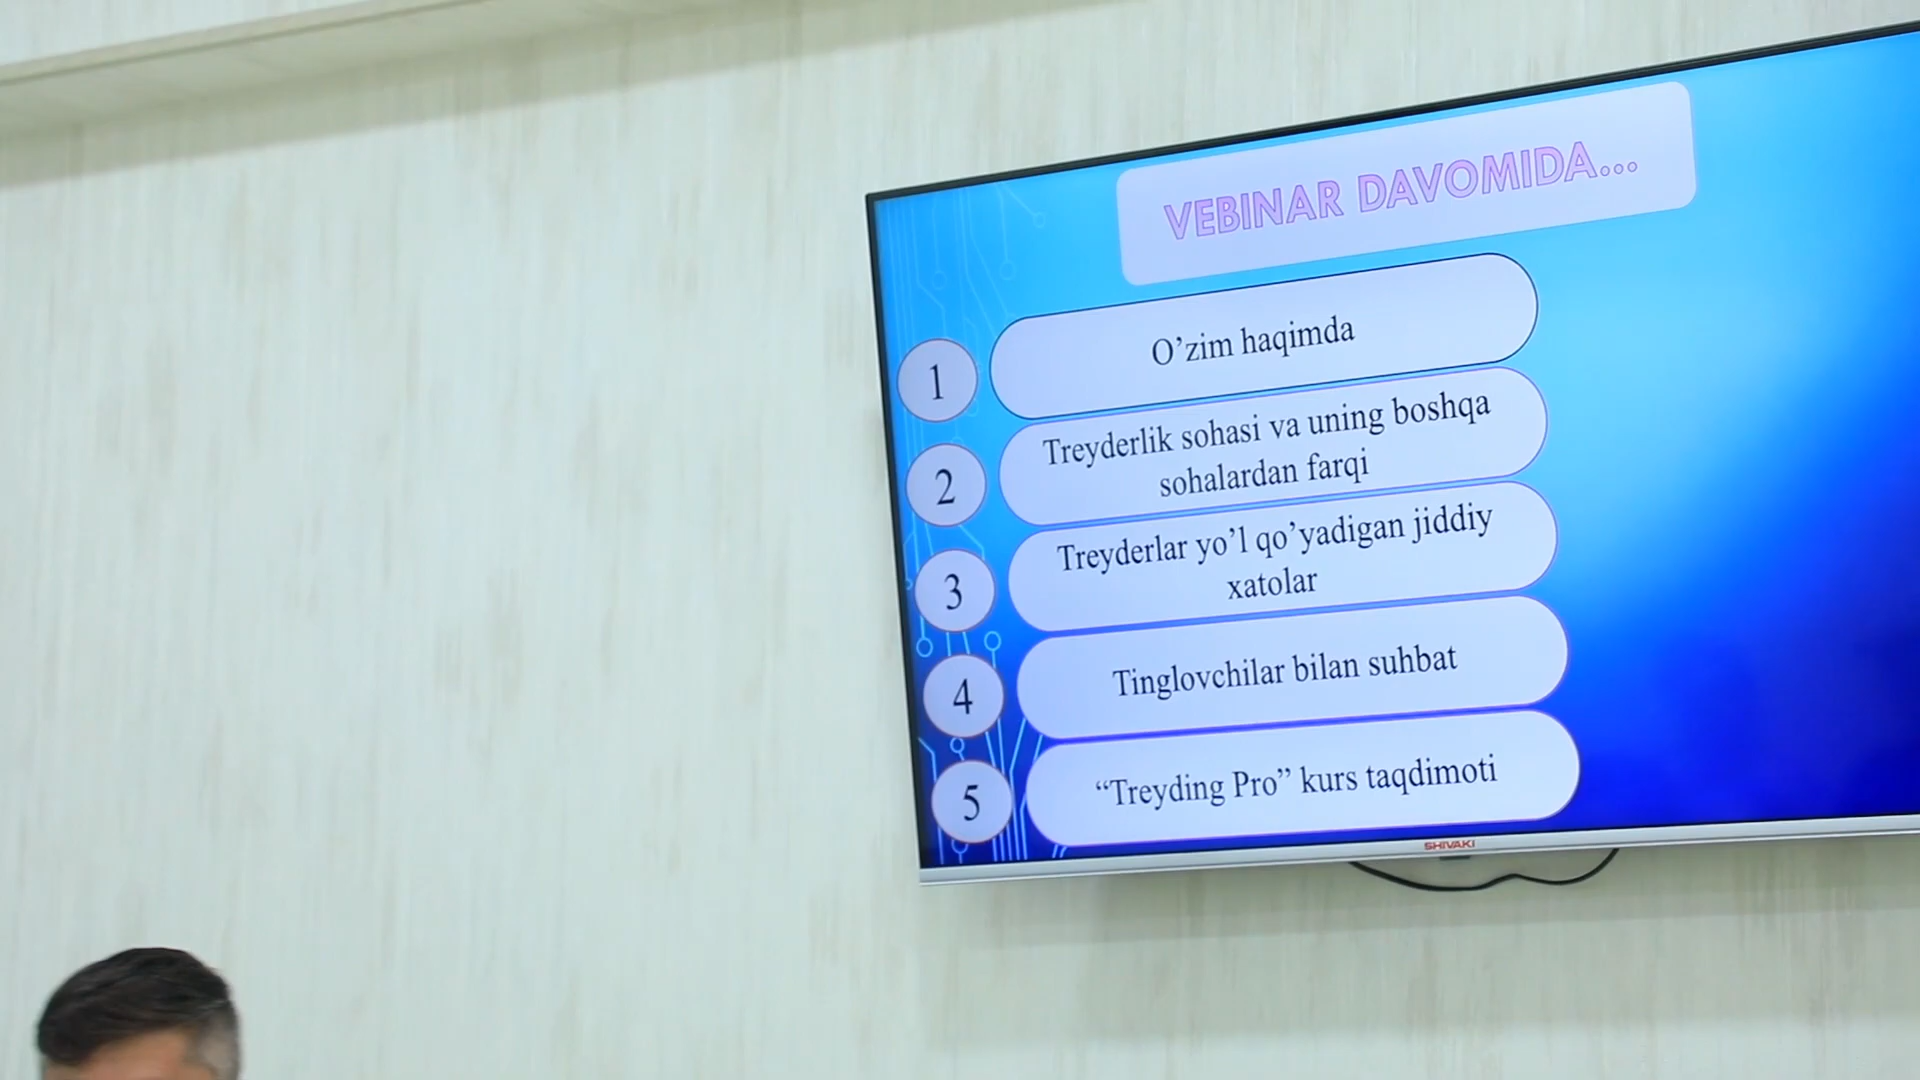 VEBINAR DAVOMIDA...
1
O’zim haqimda
2
Treyderlik sohasi va uning boshqa
sohalardan farqi
3
Treyderlar yo’l qo’yadigan jiddiy
xatolar
4
Tinglovchilar bilan suhbat
5
“Treyding Pro” kurs taqdimoti
SHIVAKI